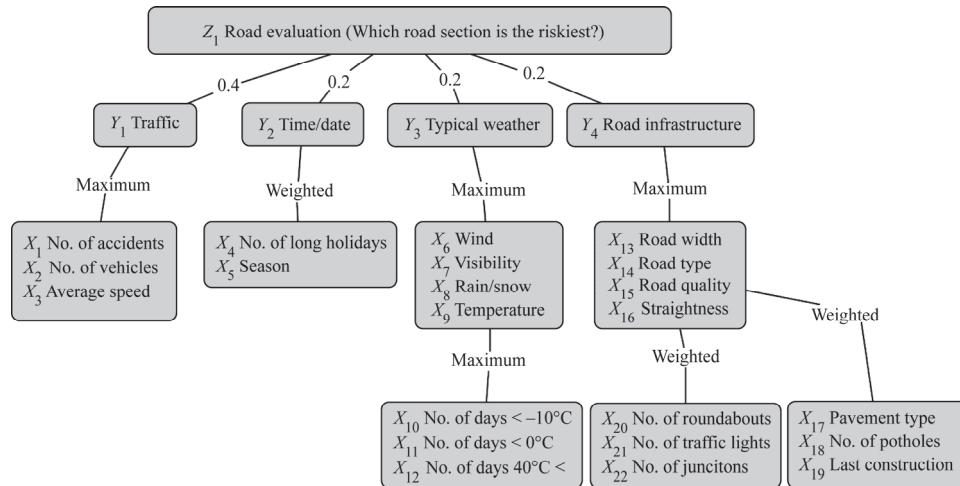 Z1 Road evaluation (Which road section is the riskiest?)
0.4
0.2
0.2
0.2
Y1 Traffic
Y2 Time/date
Y3 Typical weather
Y4 Road infrastructure
Maximum
Weighted
Maximum
Maximum
X1 No. of accidents
X2 No. of vehicles
X3 Average speed
X4 No. of long holidays
X5 Season
X6 Wind
X7 Visibility
X8 Rain/snow
X9 Temperature
X13 Road width
X14 Road type
X15 Road quality
X16 Straightness
Maximum
Weighted
Weighted
X10 No. of days < –10°C
X11 No. of days < 0°C
X12 No. of days 40°C <
X20 No. of roundabouts
X21 No. of traffic lights
X22 No. of juncitons
X17 Pavement type
X18 No. of potholes
X19 Last construction